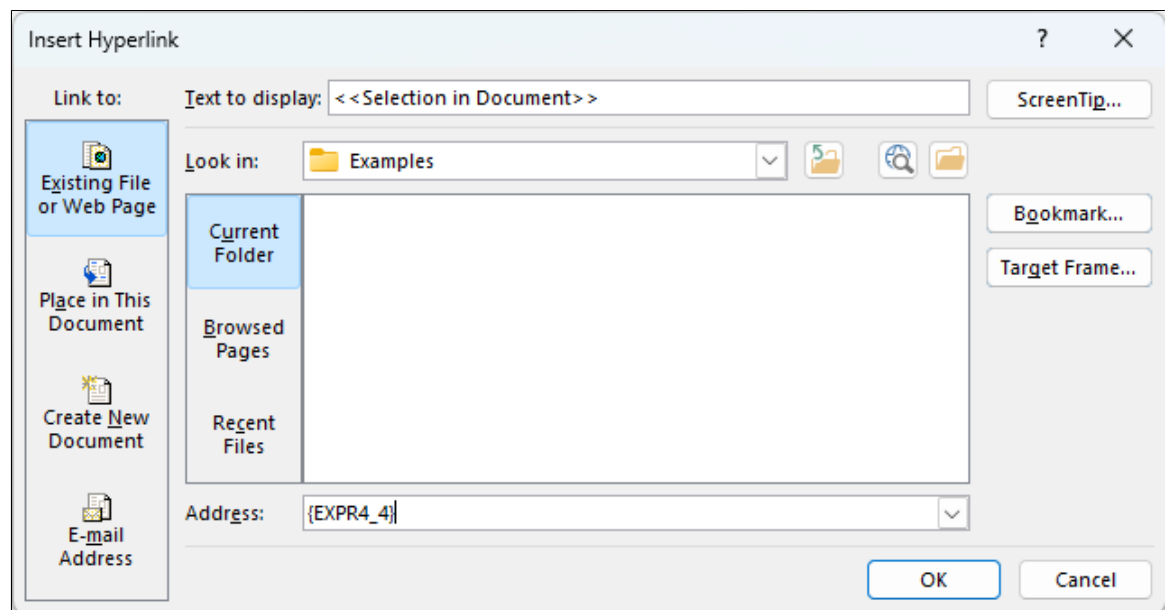 Insert Hyperlink
?
Link to:
Text to display:
<<Selection in Document>>
ScreenTip...
Existing File
or Web Page
Place in This
Document
Create New
Document
E-mail
Address
Look in:
Examples
Current
Folder
Browsed
Pages
Recent
Files
Bookmark...
Target Frame...
Address:
{EXPR4_4}
OK
Cancel